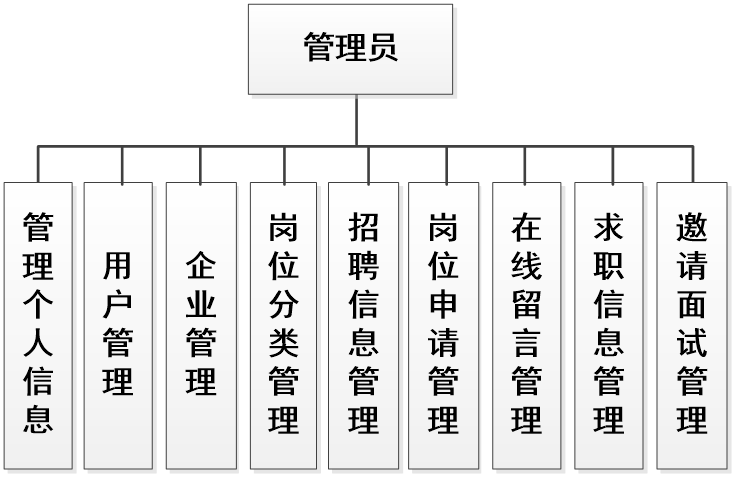 管理员
管理个人信息
用户管理
企业管理
岗位分类管理
招聘信息管理
岗位申请管理
在线留言管理
求职信息管理
邀请面试管理